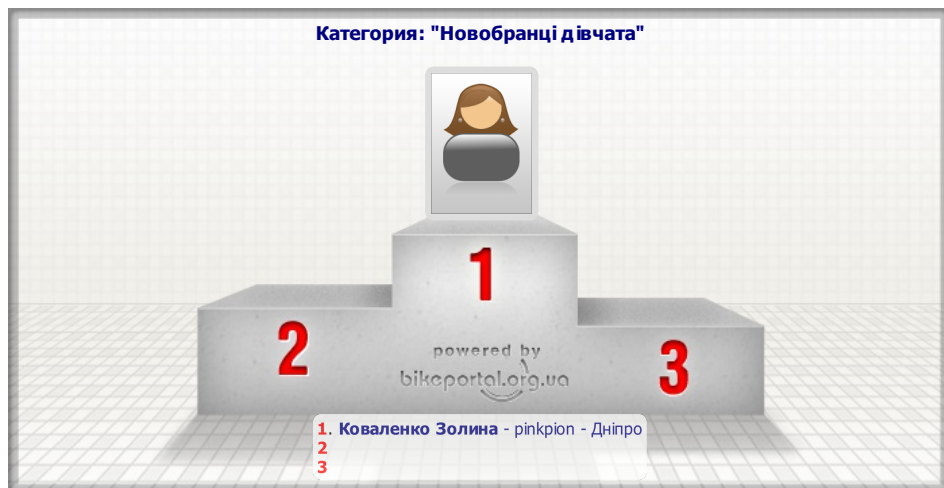 Категория: "Новобранці дівчата"
1
2
3
powered by
bikeportal.org.ua
1. Коваленко Золина - pinkpion - Дніпро
2
3